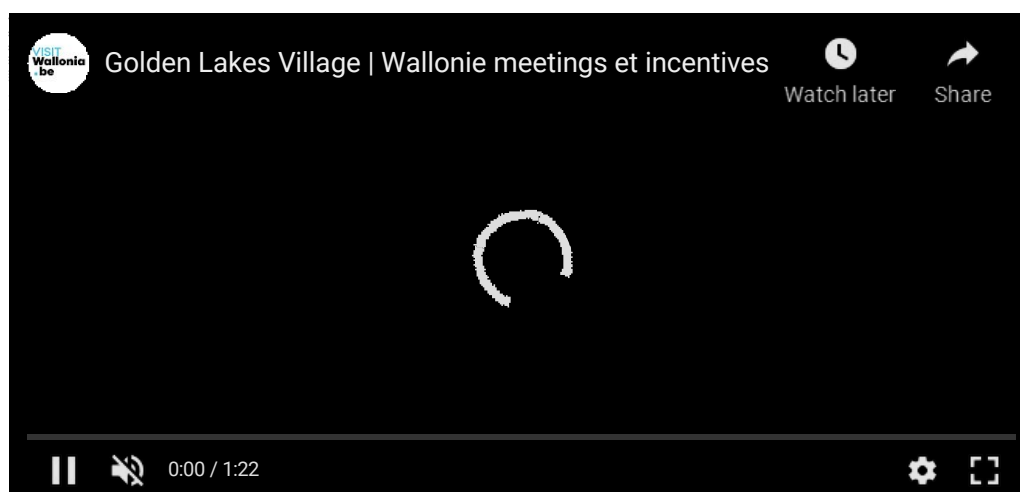 VISIT
Wallonia
.be
Golden Lakes Village | Wallonie meetings et incentives
Watch later
Share
0:00 / 1:22